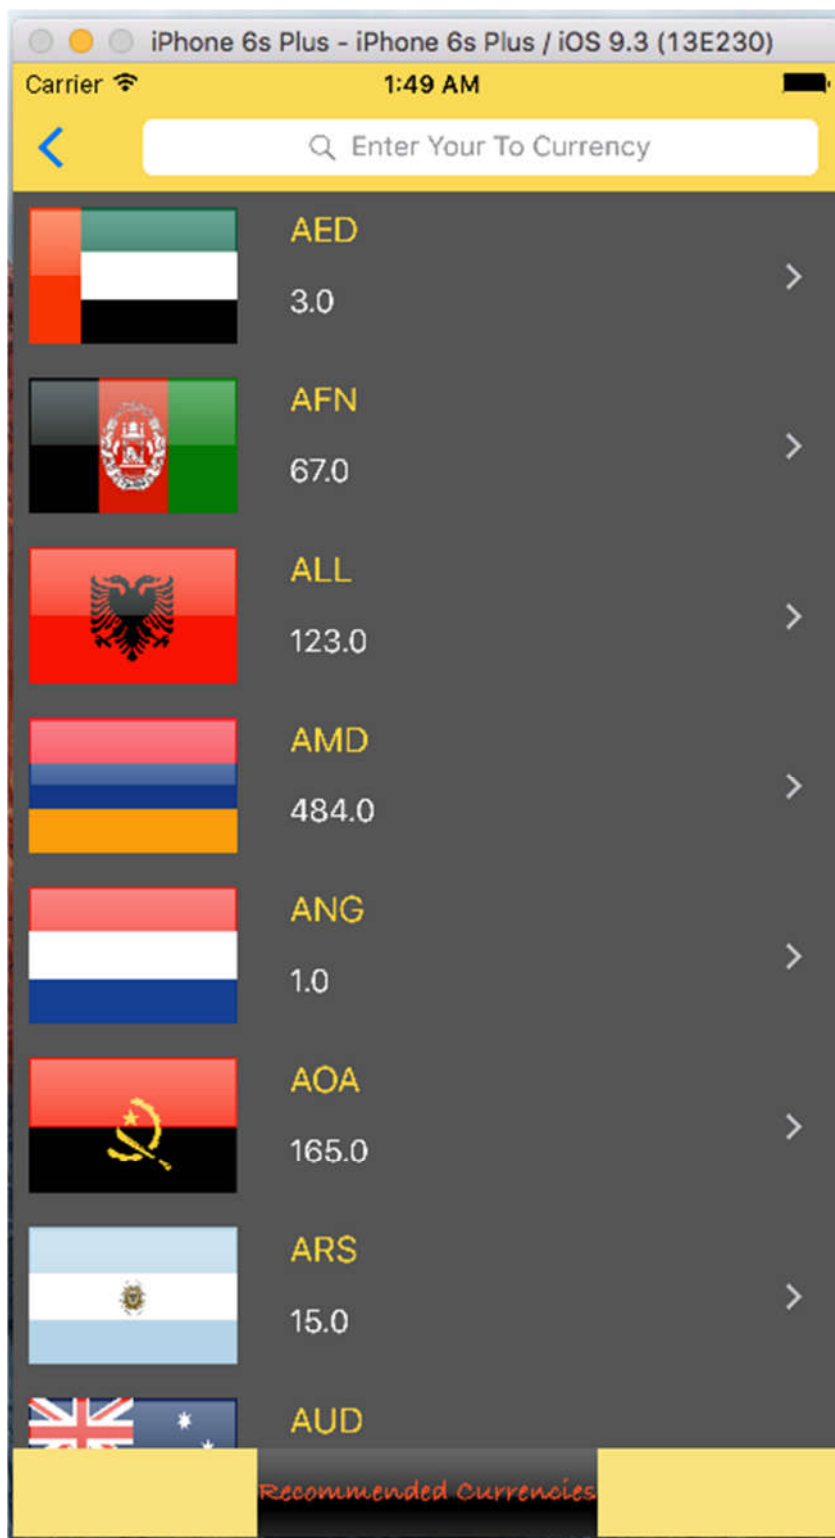 iPhone 6s Plus - iPhone 6s Plus / iOS 9.3 (13E230)
Carrier 1:49 AM
Enter Your To Currency
AED
3.0
AFN
67.0
ALL
123.0
AMD
484.0
ANG
1.0
AOA
165.0
ARS
15.0
AUD
Recommended Currencies